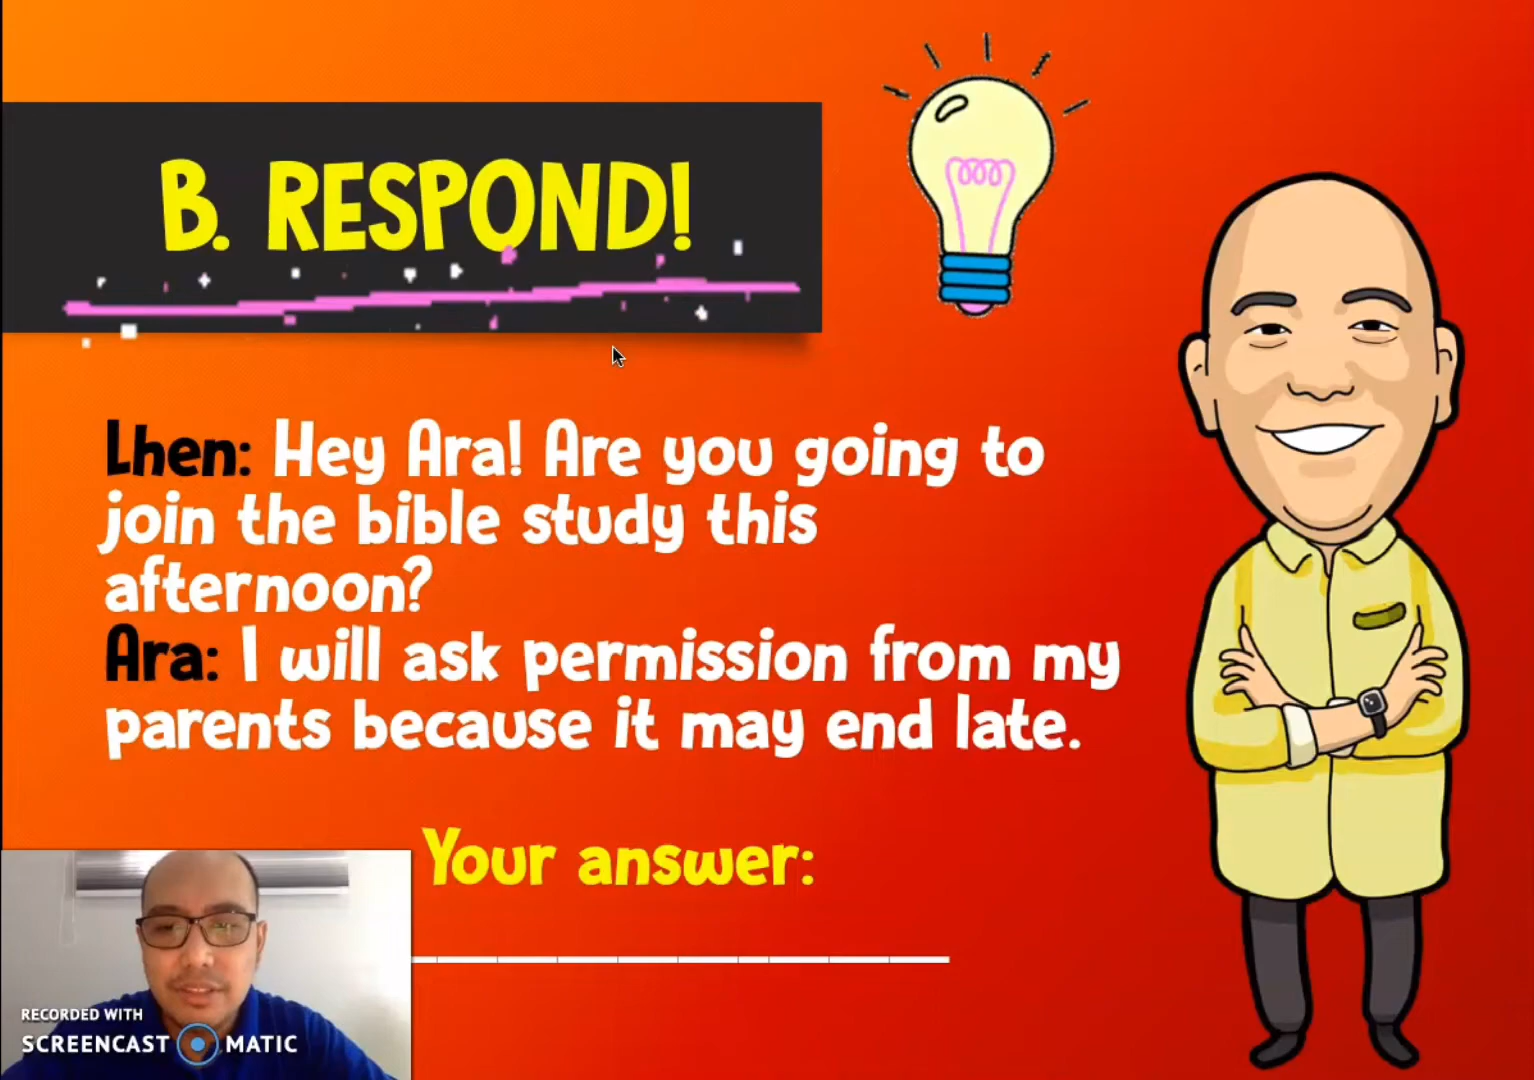 B. RESPOND!
Lhen: Hey Ara! Are you going to
join the bible study this
afternoon?
Ara: I will ask permission from my
parents because it may end late.
Your answer:
RECORDED WITH
SCREENCAST MATIC